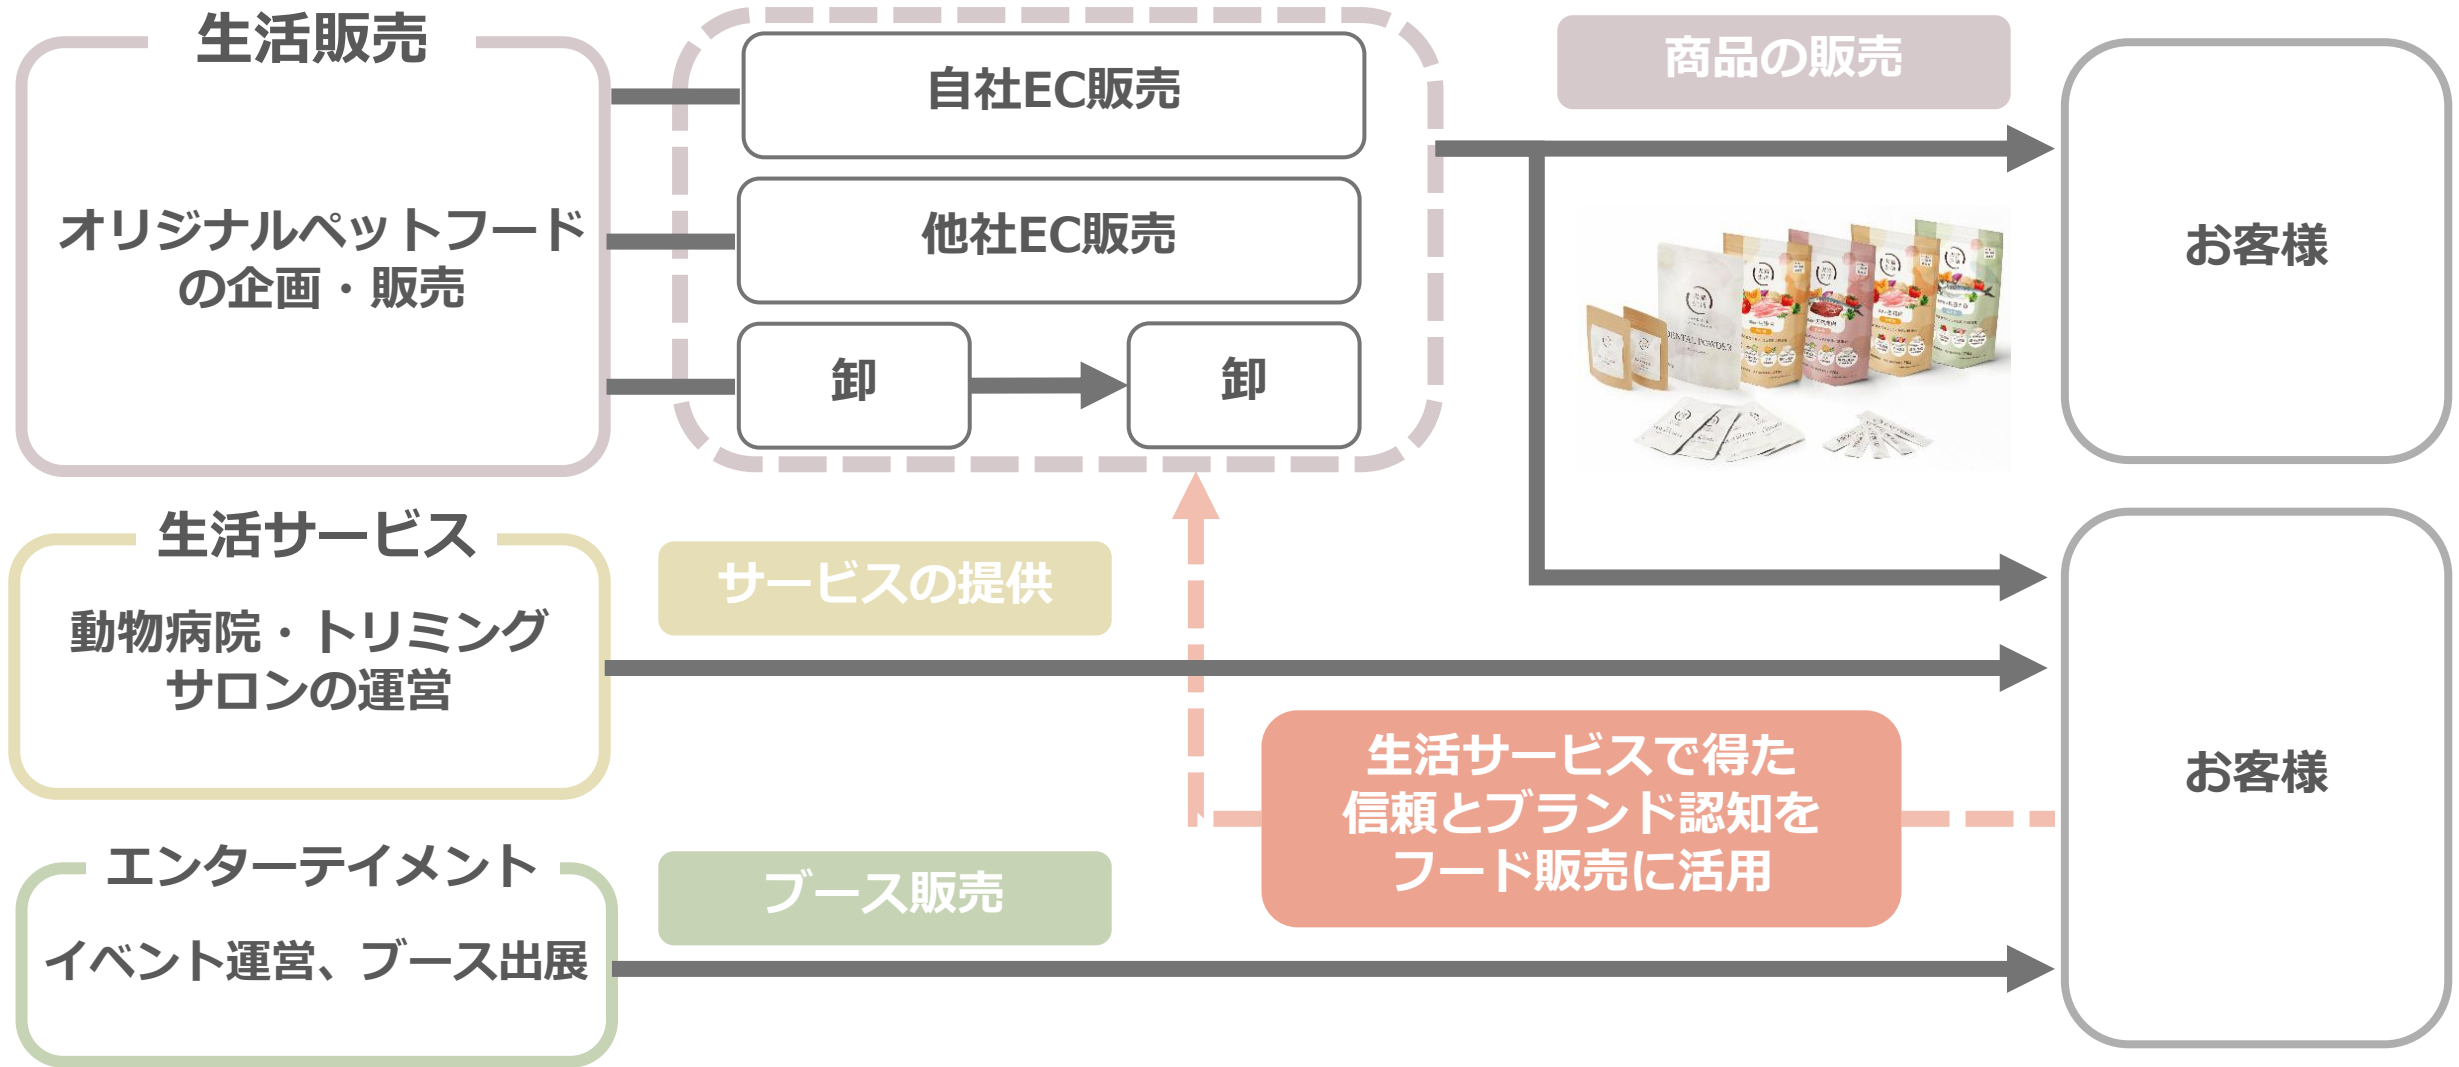 生活販売
オリジナルペットフード
の企画・販売
自社EC販売
他社EC販売
卸
卸
商品の販売
DENTAL POWDER
お客様
生活サービス
動物病院・トリミング
サロンの運営
サービスの提供
生活サービスで得た
信頼とブランド認知を
フード販売に活用
お客様
エンターテイメント
イベント運営、ブース出展
ブース販売